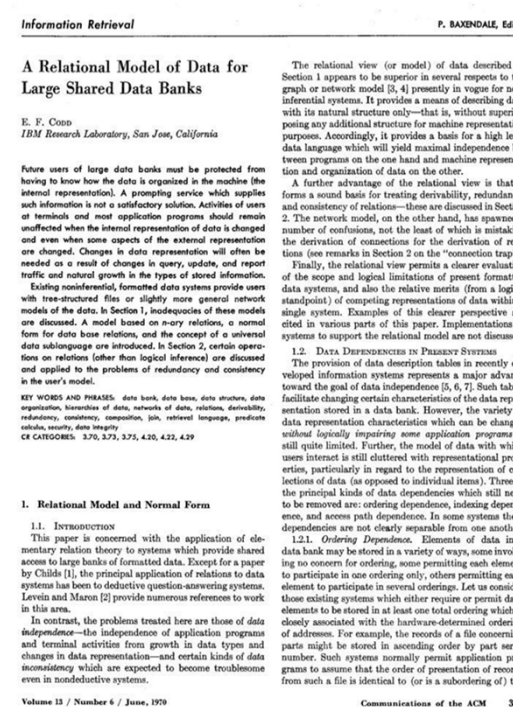 Information Retrieval
P. BAXENDALE,
A Relational Model of Data for
Large Shared Data Banks
E. F. CODD
IBM Research Laboratory, San Jose, California
Future users of large data banks must be protected from
having to know how the data is organized in the machine (the
internal representation). A prompting service which supplies
such information is not a satisfactory solution. Activities of users
at terminals and most application programs should remain
unaffected when the internal representation of data is changed
and even when some aspects of the external representation
are changed. Changes in data representation will often be
needed as a result of changes in query, update, and report
traffic and natural growth in the types of stored information.
Existing noninferential, formatted data systems provide users
with tree-structured files or slightly more general network
models of the data. In Section 1, inadequacies of these models
are discussed. A model based on n-ary relations, a normal
form for data base relations, and the concept of a universal
data sublanguage are introduced. In Section 2, certain opera-
tions on relations (other than logical inference) are discussed
and applied to the problems of redundancy and consistency
in the user's model.
KEY WORDS AND PHRASES: data bank, data base, data structure, data
organization, hierarchies of data, networks of data, relations, derivability,
redundancy, consistency, composition, join, retrieval language, predicate
calculus, security, data integrity
CR CATEGORIES: 3.70, 3.73, 3.75, 4.20, 4.22, 4.29
1. Relational Model and Normal Form
1.1. INTRODUCTION
This paper is concerned with the application of ele-
mentary relation theory to systems which provide shared
access to large banks of formatted data. Except for a paper
by Childs [1], the principal application of relations to data
systems has been to deductive question-answering systems.
Levein and Maron [2] provide numerous references to work
in this area.
In contrast, the problems treated here are those of data
independence—the independence of application programs
and terminal activities from growth in data types and
changes in data representation—and certain kinds of data
inconsistency which are expected to become troublesome
even in nondeductive systems.
Volume 13 / Number 6 / June, 1970
The relational view (or model) of data described
Section 1 appears to be superior in several respects to
graph or network model [3, 4] presently in vogue for
inferential systems. It provides a means of describing
with its natural structure only—that is, without
posing any additional structure for machine
purposes. Accordingly, it provides a basis for a high
data language which will yield maximal independence
tween programs on the one hand and machine
tion and organization of data on the other.
A further advantage of the relational view is that
forms a sound basis for treating derivability,
and consistency of relations—these are discussed in
2. The network model, on the other hand, has spawned
number of confusions, not the least of which is
the derivation of connections for the derivation of
tions (see remarks in Section 2 on the "connection
Finally, the relational view permits a clearer
of the scope and logical limitations of present
data systems, and also the relative merits (from a
standpoint) of competing representations of data
single system. Examples of this clearer perspective
cited in various parts of this paper. Implementations
systems to support the relational model are not
1.2. DATA DEPENDENCIES IN PRESENT SYSTEMS
The provision of data description tables in recently
veloped information systems represents a major
toward the goal of data independence [5, 6, 7]. Such
facilitate changing certain characteristics of the data
sentation stored in a data bank. However, the variety
data representation characteristics which can be
without logically impairing some application programs
still quite limited. Further, the model of data with
users interact is still cluttered with representational
erties, particularly in regard to the representation of
lections of data (as opposed to individual items). Three
the principal kinds of data dependencies which still
to be removed are: ordering dependence, indexing
ence, and access path dependence. In some systems
dependencies are not clearly separable from one
1.2.1. Ordering Dependence. Elements of data in
data bank may be stored in a variety of ways, some
ing no concern for ordering, some permitting each
to participate in one ordering only, others permitting
element to participate in several orderings. Let us
those existing systems which either require or permit
elements to be stored in at least one total ordering which
closely associated with the hardware-determined
of addresses. For example, the records of a file
parts might be stored in ascending order by part
number. Such systems normally permit application
grams to assume that the order of presentation of
from such a file is identical to (or is a subordering of)
Communications of the ACM